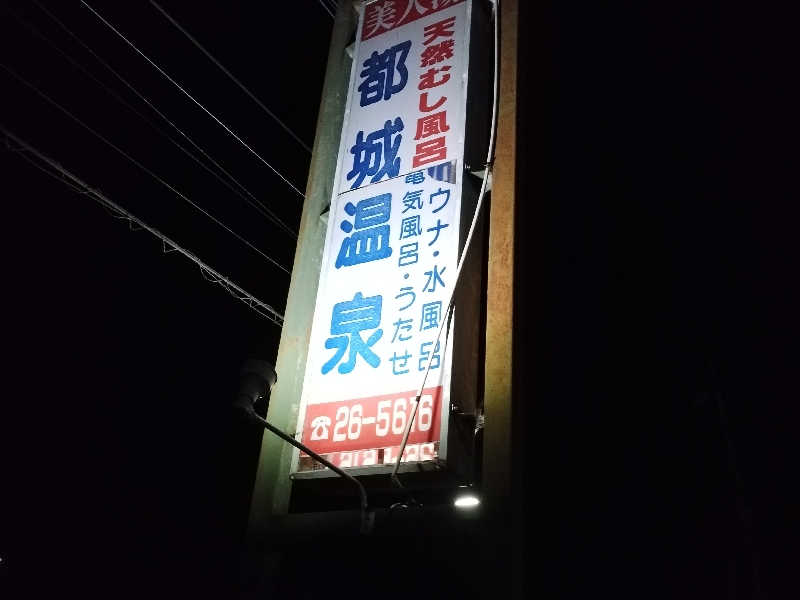 美人湯
天然むし風呂
都城温泉
サウナ・水風呂
電気風呂・うたせ
☎26-5616